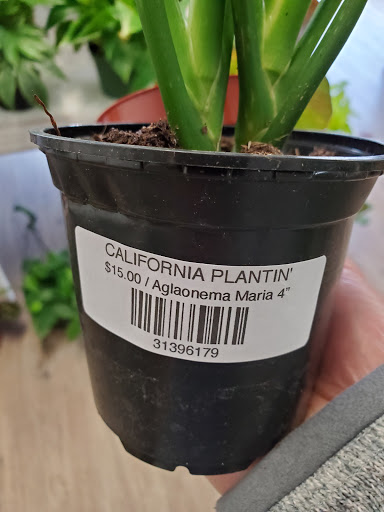 CALIFORNIA PLANTIN'
$15.00 / Aglaonema Maria 4"
31396179